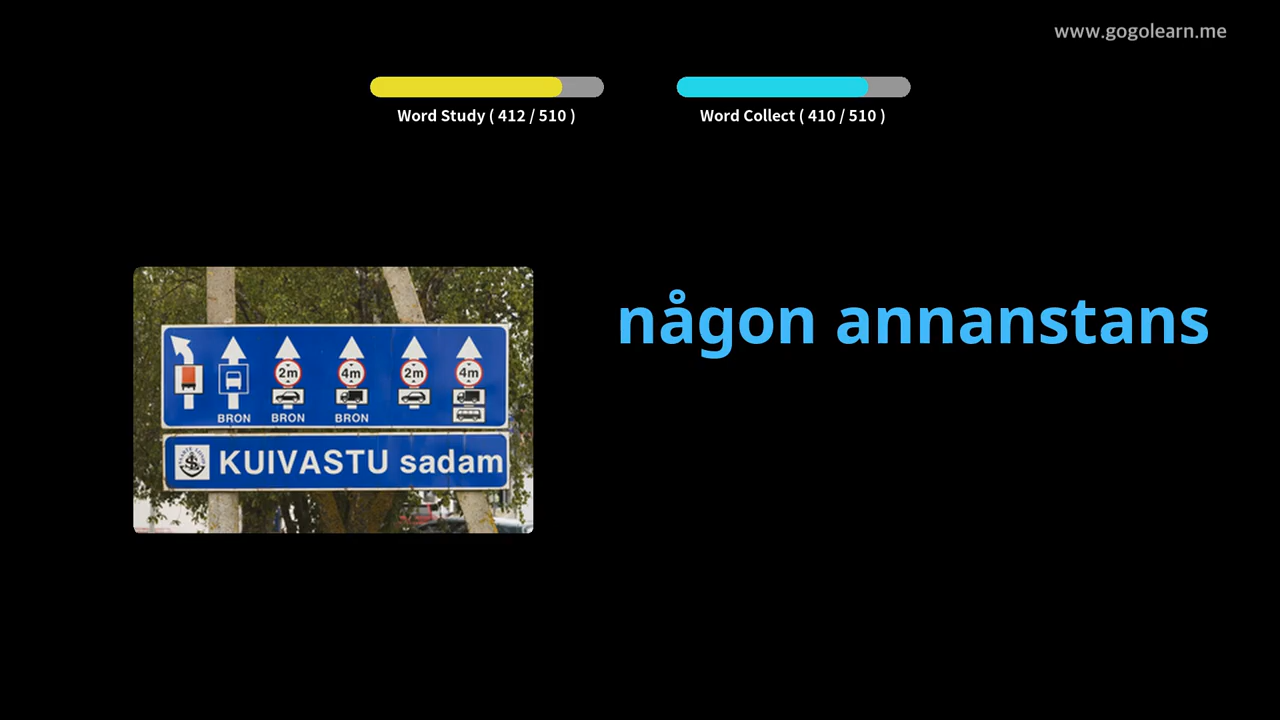 www.gogolearn.me
Word Study ( 412 / 510 )
Word Collect ( 410 / 510 )
någon annanstans
2m 4m 2m 4m
BRON BRON BRON
KUIVASTU sadam